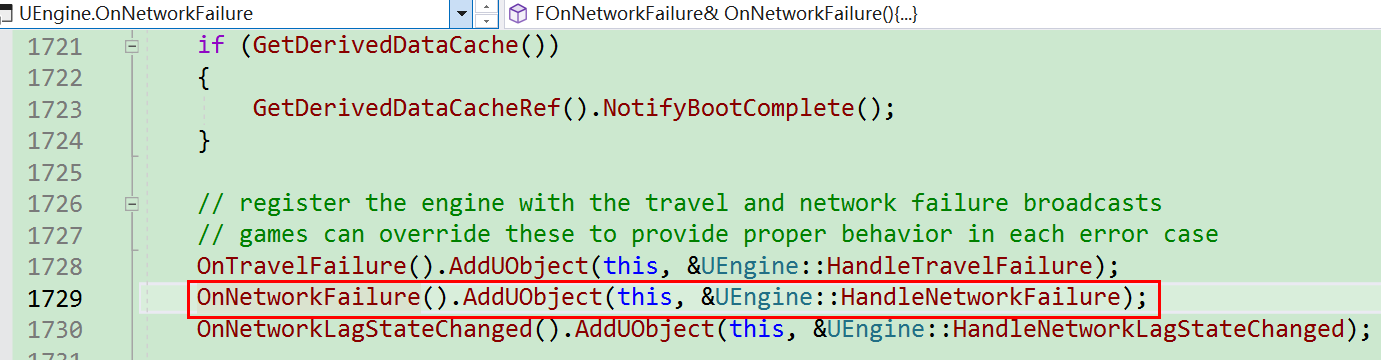 UEngine.OnNetworkFailure
FOnNetworkFailure& OnNetworkFailure(){...}
1721 if (GetDerivedDataCache())
1722 {
1723 GetDerivedDataCacheRef().NotifyBootComplete();
1724 }
1725
1726 // register the engine with the travel and network failure broadcasts
1727 // games can override these to provide proper behavior in each error case
1728 OnTravelFailure().AddUObject(this, &UEngine::HandleTravelFailure);
1729 OnNetworkFailure().AddUObject(this, &UEngine::HandleNetworkFailure);
1730 OnNetworkLagStateChanged().AddUObject(this, &UEngine::HandleNetworkLagStateChanged);